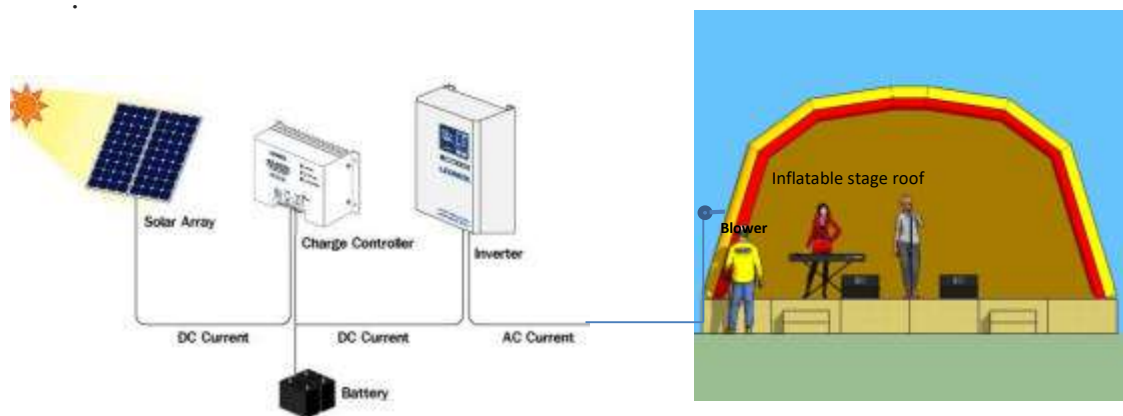 Solar Array
Charge Controller
Inverter
DC Current
DC Current
AC Current
Battery
Inflatable stage roof
Blower